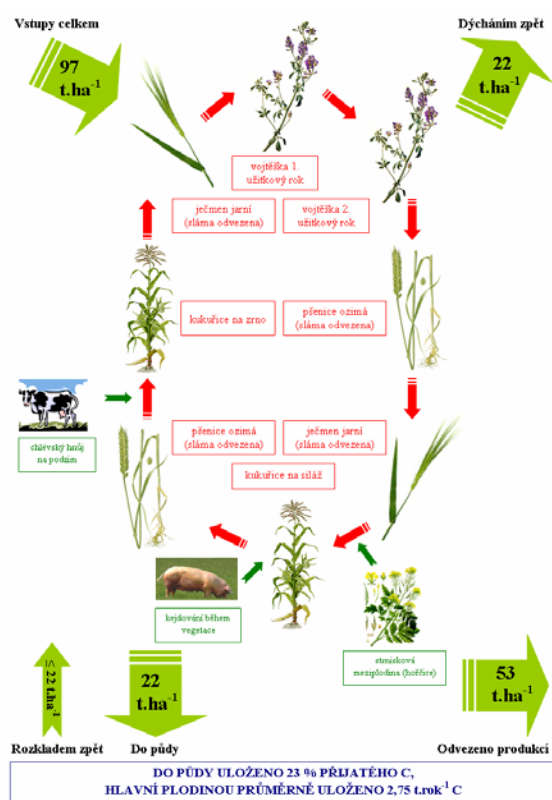 Vstupy celkem
Dýcháním zpět
97
t.ha-1
22
t.ha-1
vojtěška 1.
užitkový rok
ječmen jarní
(sláma odvezena)
vojtěška 2.
užitkový rok
kukuřice na zrno
pšenice ozimá
(sláma odvezena)
chlévský hnůj
na podzim
pšenice ozimá
(sláma odvezena)
ječmen jarní
(sláma odvezena)
kukuřice na siláž
kejdování během
vegetace
strnisková
meziplodina (hořčice)
≤ 22 t.ha-1
22
t.ha-1
53
t.ha-1
Rozkladem zpět
Do půdy
Odvezeno produkcí
DO PŮDY ULOŽENO 23 % PŘIJATÉHO C,
HLAVNÍ PLODINOU PRŮMĚRNĚ ULOŽENO 2,75 t.rok-1 C